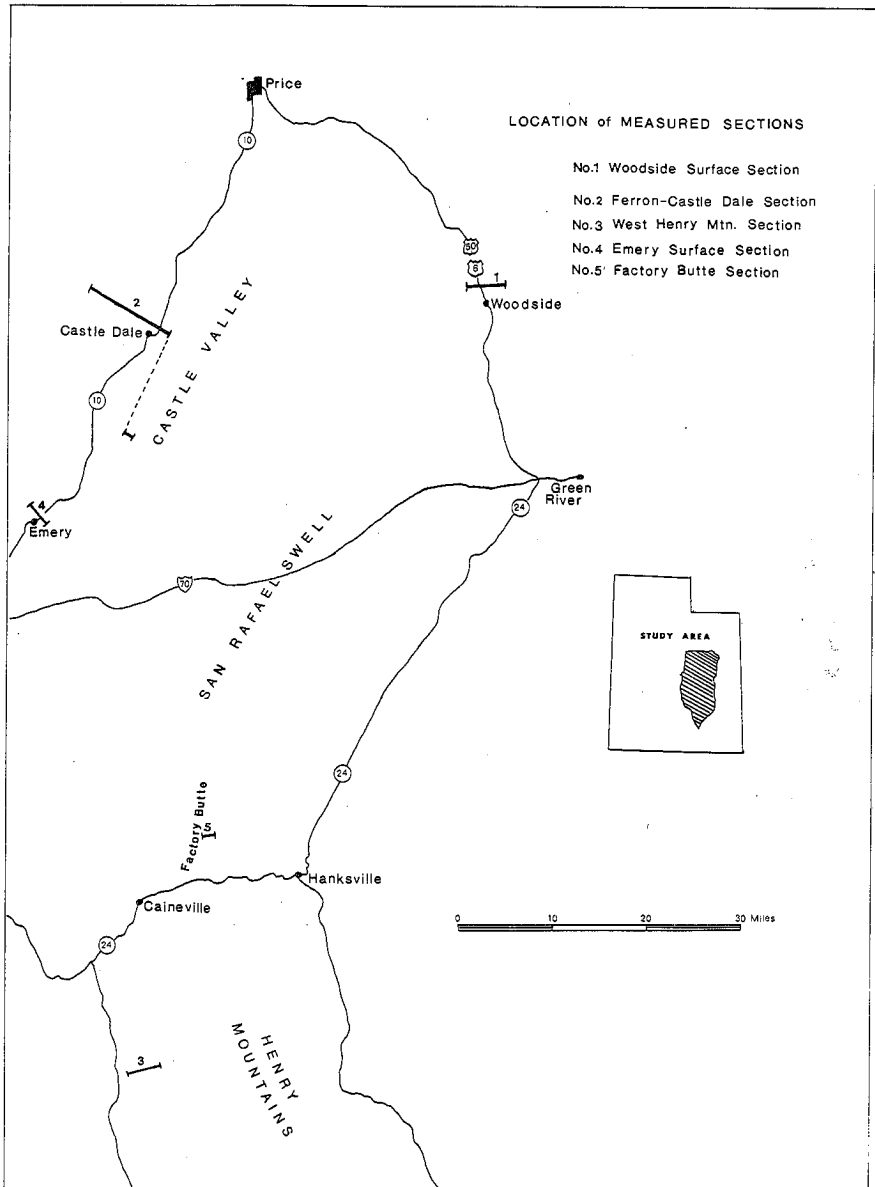 Price
10
LOCATION of MEASURED SECTIONS
No.1 Woodside Surface Section
No.2 Ferron-Castle Dale Section
No.3 West Henry Mtn. Section
No.4 Emery Surface Section
No.5' Factory Butte Section
50
6
1
Woodside
2
Castle Dale
CASTLE VALLEY
10
4
Emery
Green
River
24
70
SAN RAFAEL SWELL
STUDY AREA
24
Factory Butte
5
Hanksville
Caineville
0 10 20 30 Miles
24
3
HENRY
MOUNTAINS